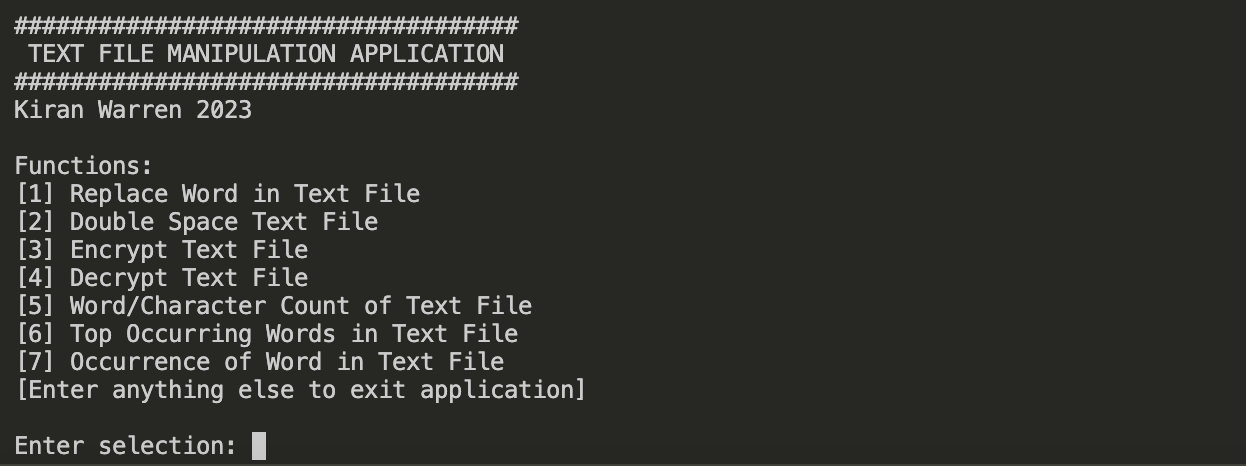 ####################################
 TEXT FILE MANIPULATION APPLICATION
####################################
Kiran Warren 2023

Functions:
[1] Replace Word in Text File
[2] Double Space Text File
[3] Encrypt Text File
[4] Decrypt Text File
[5] Word/Character Count of Text File
[6] Top Occurring Words in Text File
[7] Occurrence of Word in Text File
[Enter anything else to exit application]

Enter selection: